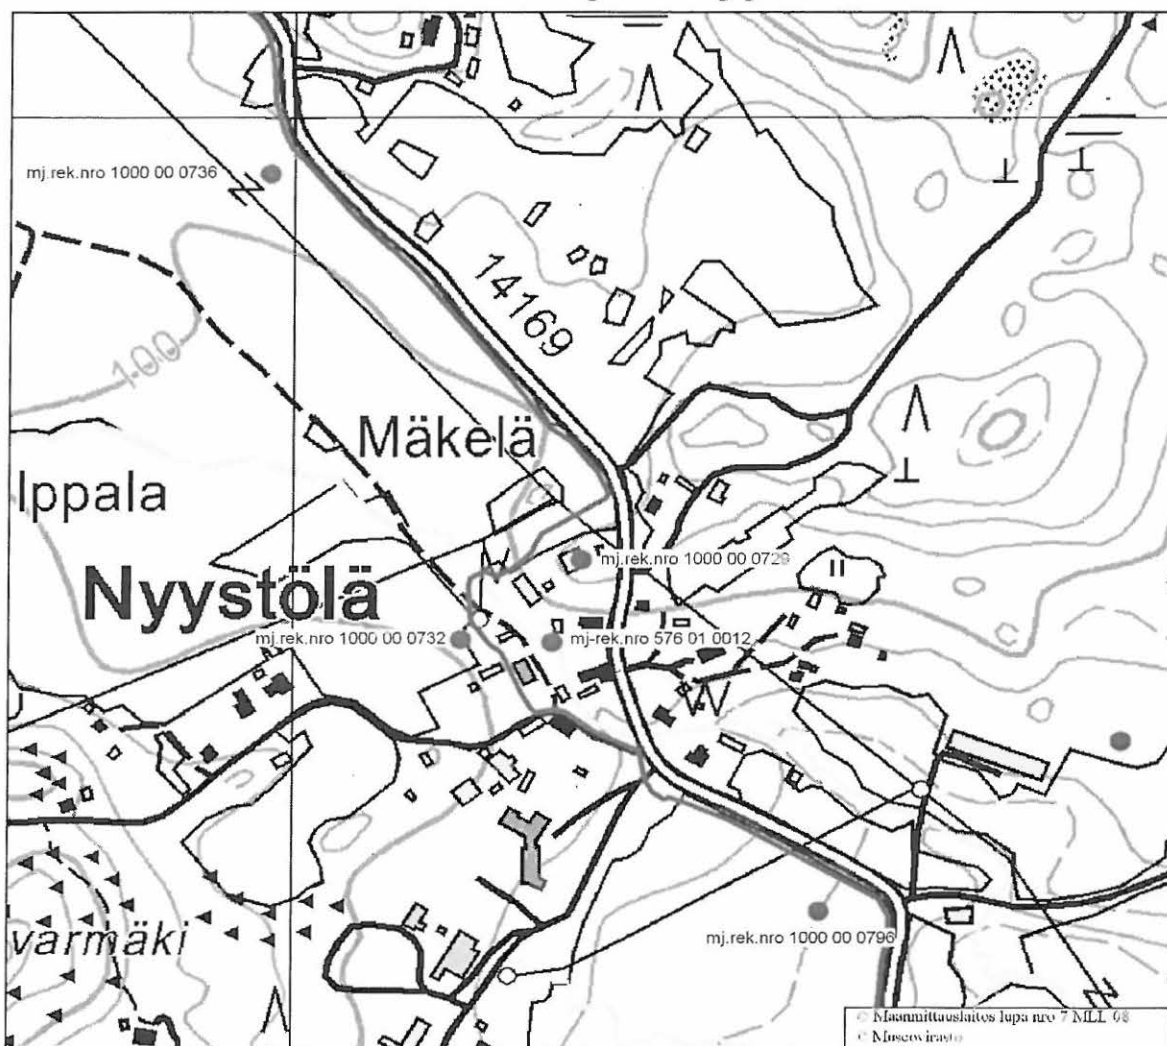 mj.rek.nro 1000 00 0736
14169
100
Mäkelä
Ippala
mj.rek.nro 1000 00 0729
Nyystölä
mj.rek.nro 1000 00 0732
mj-rek.nro 576 01 0012
varmäki
mj.rek.nro 1000 00 0796
© Maanmittauslaitos lupa nro 7 MLL 08
© Museovirasto